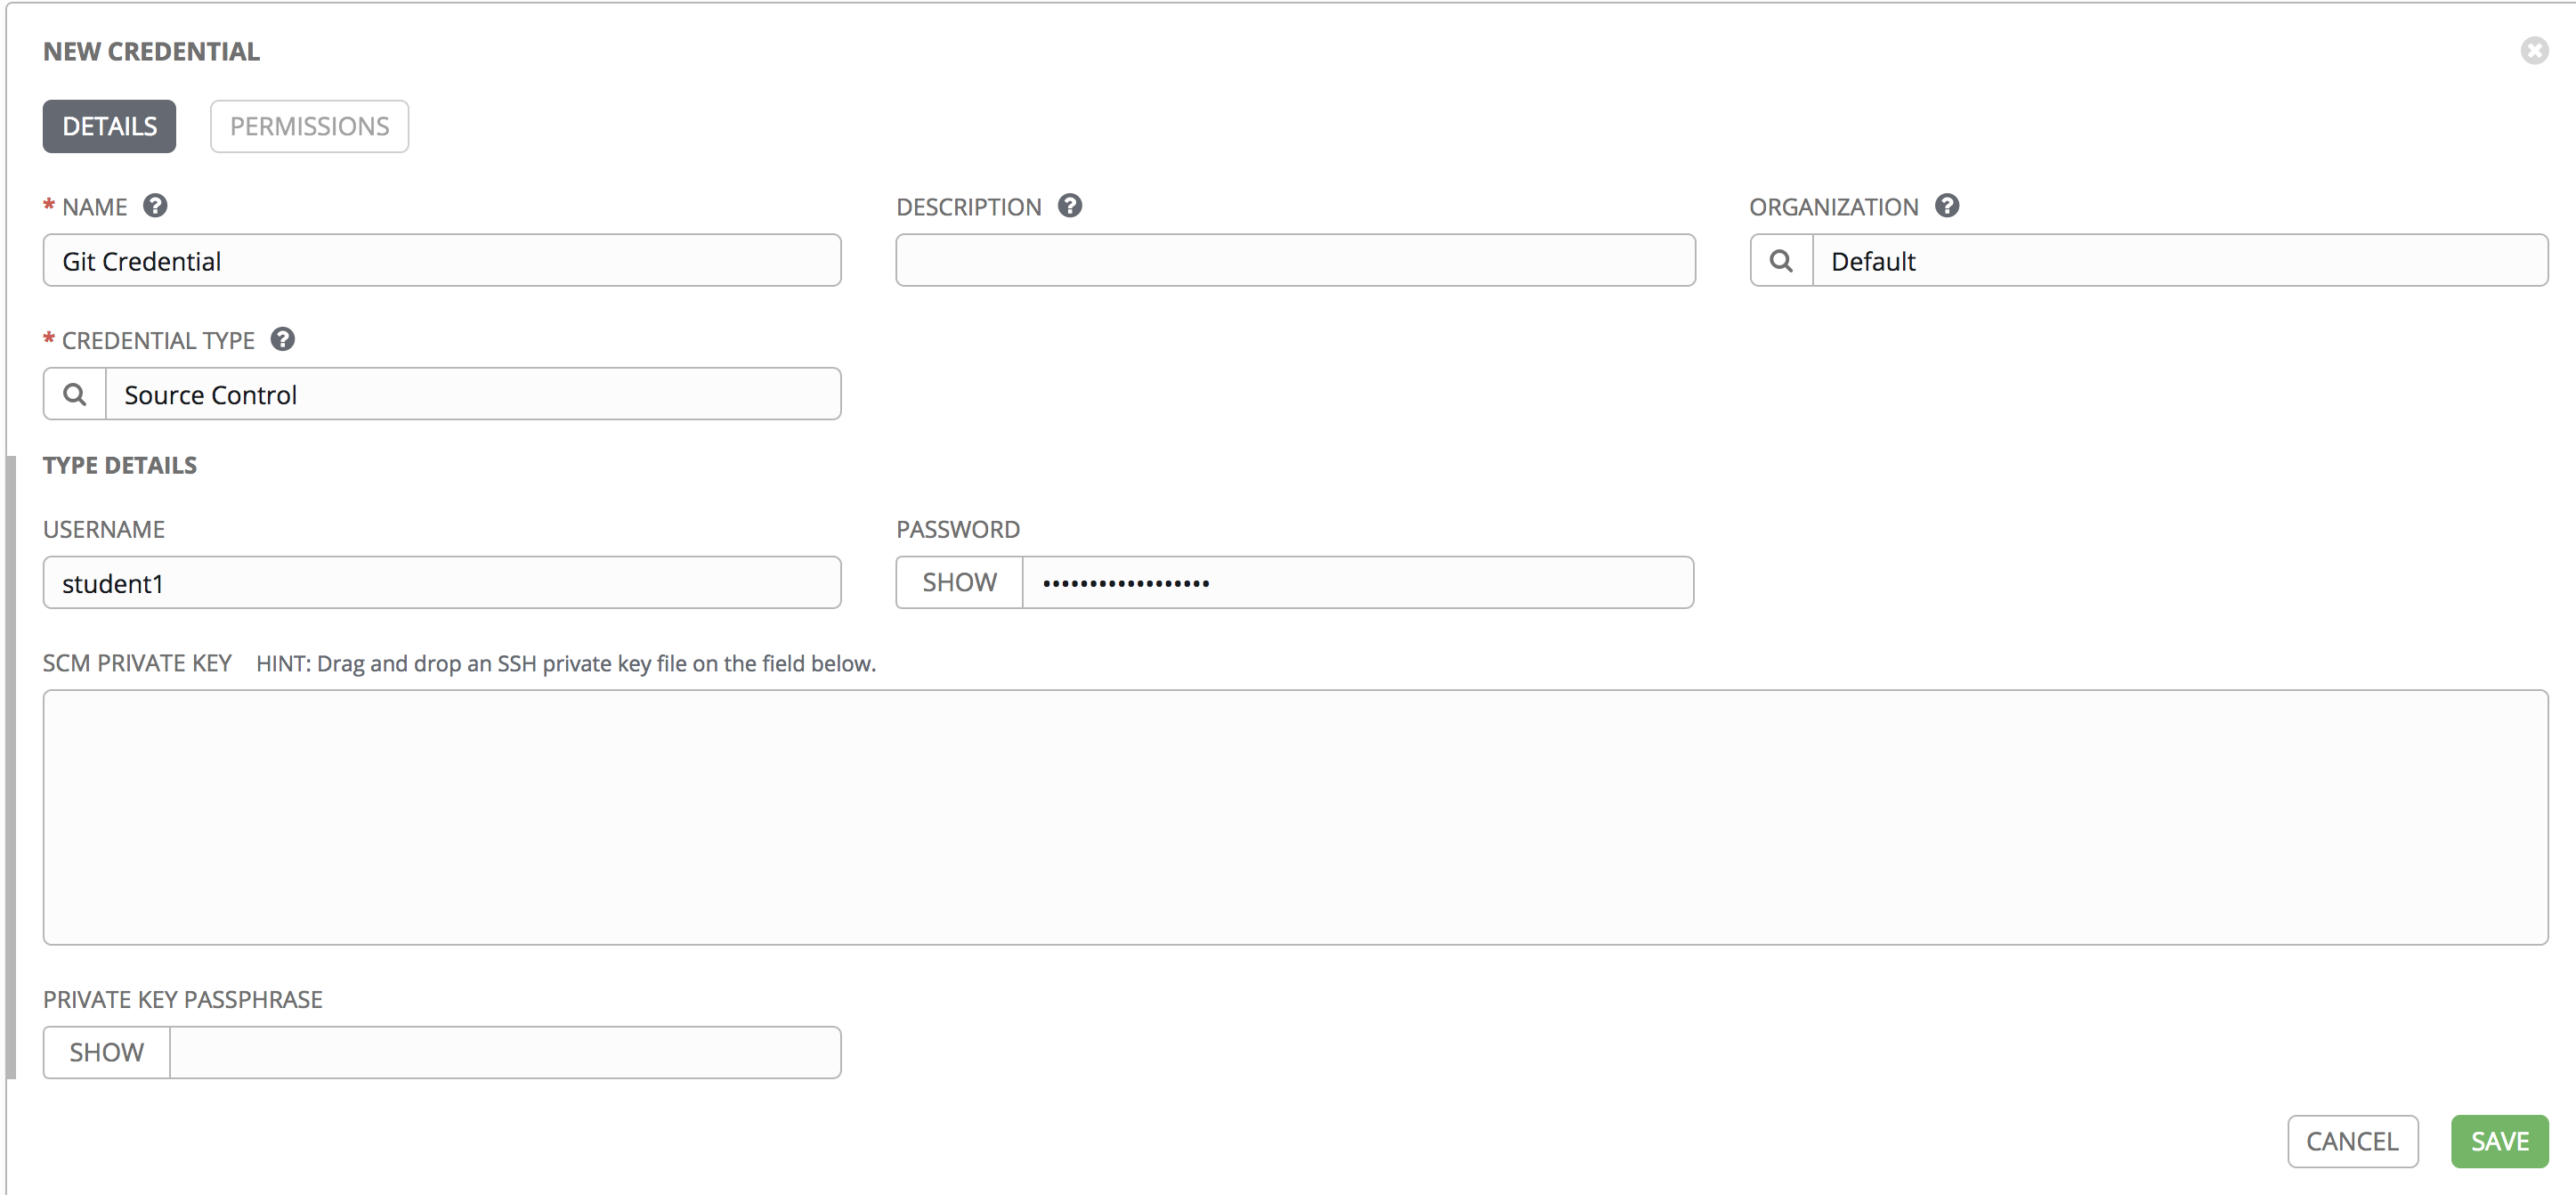 NEW CREDENTIAL
DETAILS PERMISSIONS
* NAME DESCRIPTION ORGANIZATION
Git Credential Default
* CREDENTIAL TYPE
Source Control
TYPE DETAILS
USERNAME PASSWORD
student1 SHOW ••••••••••••••••••
SCM PRIVATE KEY HINT: Drag and drop an SSH private key file on the field below.
PRIVATE KEY PASSPHRASE
SHOW
CANCEL SAVE